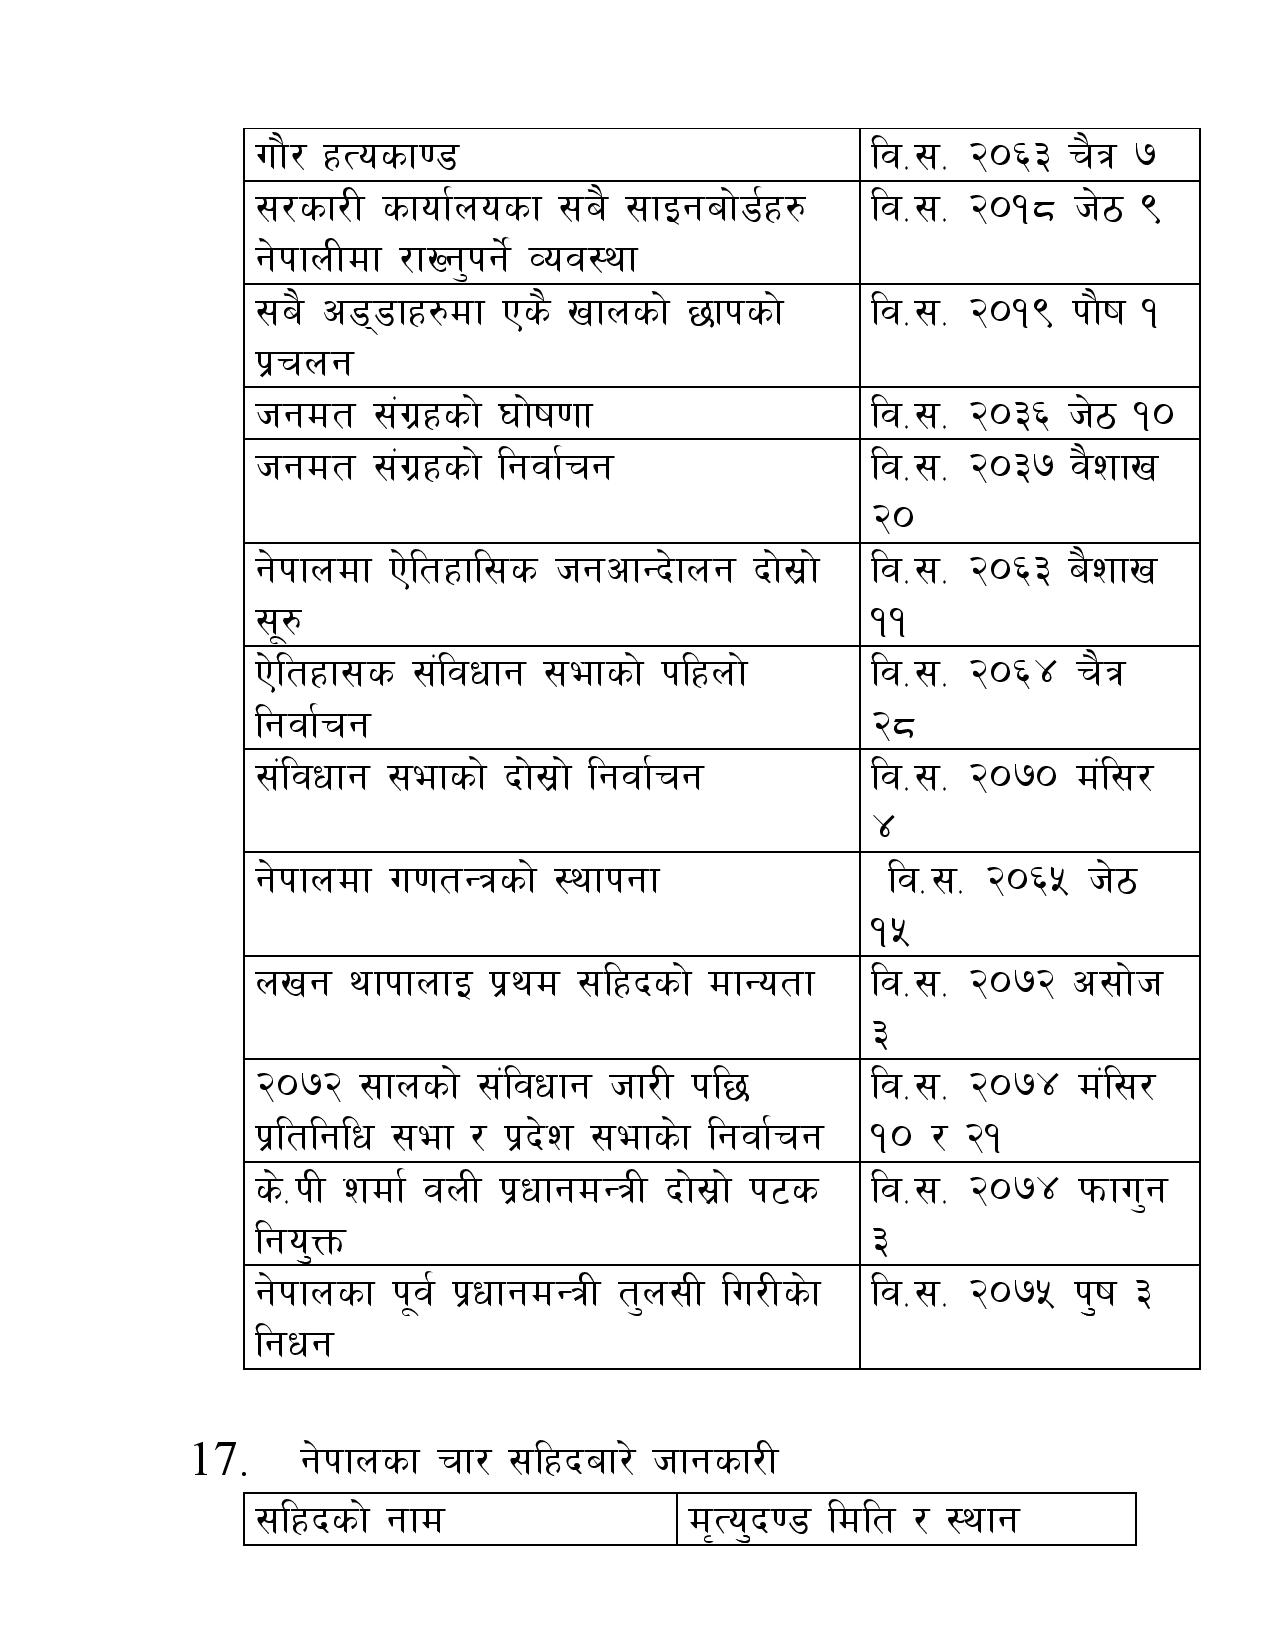 गौर हत्यकाण्ड वि.स. २०६३ चैत्र ७
सरकारी कार्यालयका सबै साइनबोर्डहरु वि.स. २०१८ जेठ ९
नेपालीमा राख्नुपर्ने व्यवस्था
सबै अड्डाहरुमा एकै खालको छापको वि.स. २०१९ पौष १
प्रचलन
जनमत संग्रहको घोषणा वि.स. २०३६ जेठ १०
जनमत संग्रहको निर्वाचन वि.स. २०३७ वैशाख
२०
नेपालमा ऐतिहासिक जनआन्दोलन दोस्रो वि.स. २०६३ बैशाख
सूरु ११
ऐतिहासक संविधान सभाको पहिलो वि.स. २०६४ चैत्र
निर्वाचन २८
संविधान सभाको दोस्रो निर्वाचन वि.स. २०७० मंसिर
४
नेपालमा गणतन्त्रको स्थापना वि.स. २०६५ जेठ
१५
लखन थापालाइ प्रथम सहिदको मान्यता वि.स. २०७२ असोज
३
२०७२ सालको संविधान जारी पछि वि.स. २०७४ मंसिर
प्रतिनिधि सभा र प्रदेश सभाको निर्वाचन १० र २१
के.पी शर्मा वली प्रधानमन्त्री दोस्रो पटक वि.स. २०७४ फागुन
नियुक्त ३
नेपालका पूर्व प्रधानमन्त्री तुलसी गिरीको वि.स. २०७५ पुष ३
निधन
17. नेपालका चार सहिदबारे जानकारी
सहिदको नाम मृत्युदण्ड मिति र स्थान